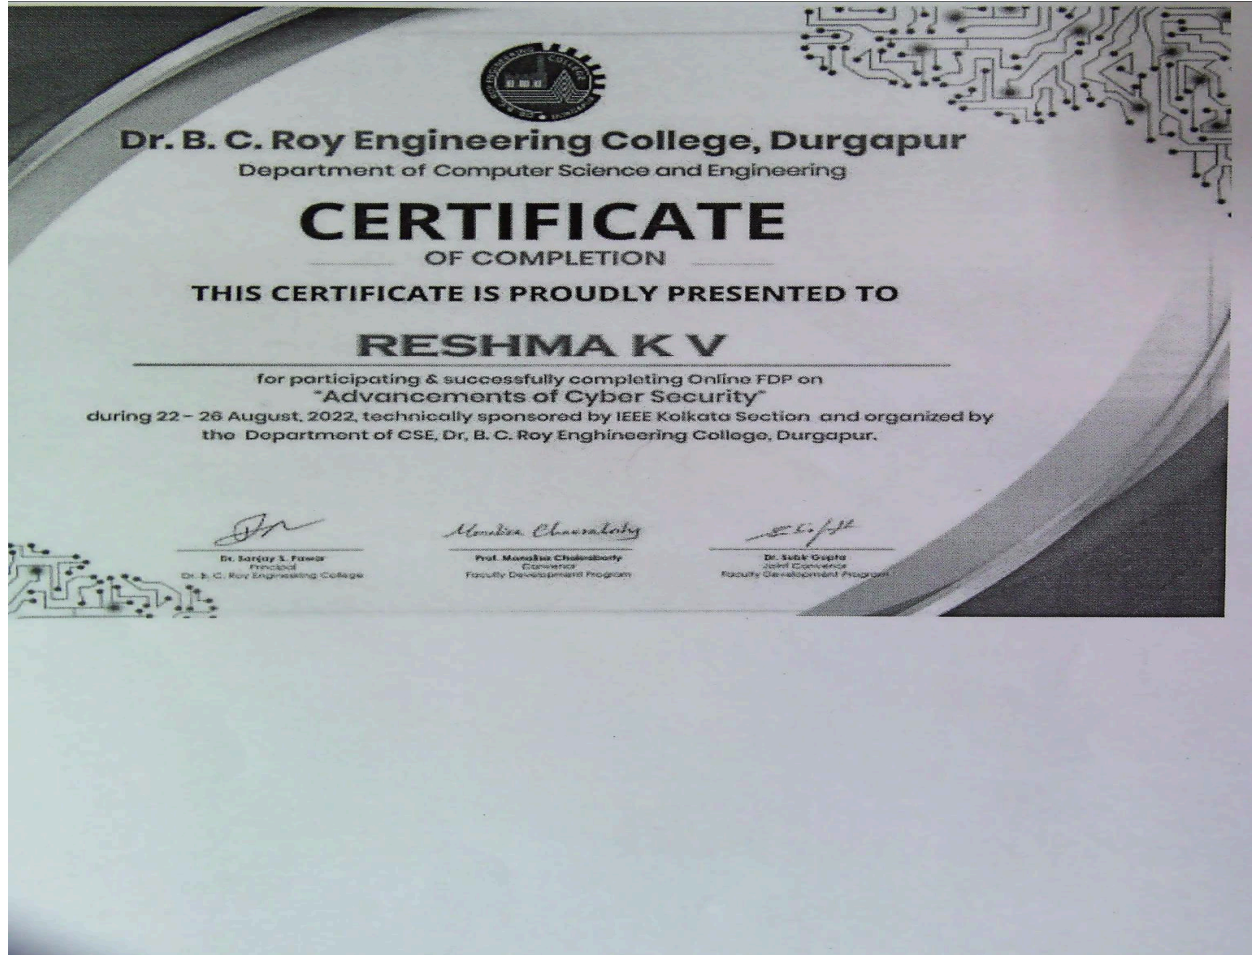 Dr. B. C. Roy Engineering College, Durgapur
Department of Computer Science and Engineering
CERTIFICATE
OF COMPLETION
THIS CERTIFICATE IS PROUDLY PRESENTED TO
RESHMA K V
for participating & successfully completing Online FDP on
"Advancements of Cyber Security"
during 22 - 26 August, 2022, technically sponsored by IEEE Kolkata Section and organized by
the Department of CSE, Dr, B. C. Roy Enghineering College, Durgapur.
Dr. Sanjay S. Pawar
Principal
Dr. B. C. Roy Engineering College
Monalisa Chakraborty
Prof. Monalisa Chakraborty
Convenor
Faculty Development Program
Dr. Subir Gupta
Joint Convenor
Faculty Development Program